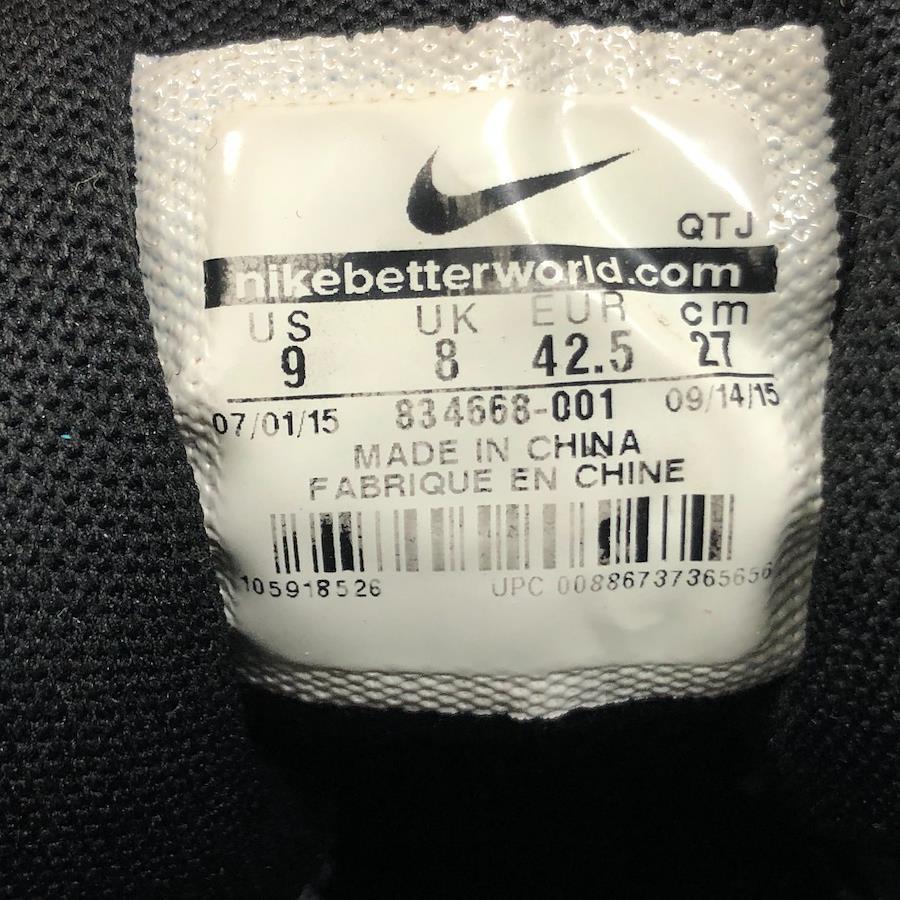 QTJ
nikebetterworld.com
US UK EUR cm
9 8 42.5 27
07/01/15 834668-001 09/14/15
MADE IN CHINA
FABRIQUE EN CHINE
105918526 UPC 00886737365656